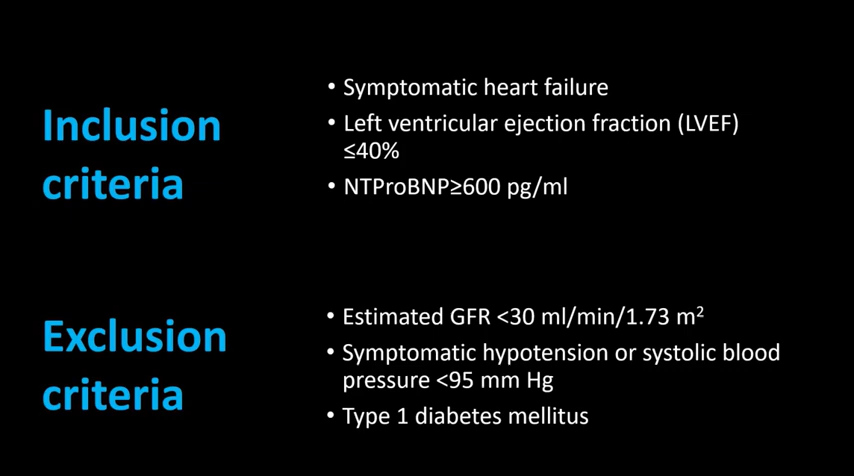 Inclusion
criteria
• Symptomatic heart failure
• Left ventricular ejection fraction (LVEF)
≤40%
• NTProBNP≥600 pg/ml
Exclusion
criteria
• Estimated GFR <30 ml/min/1.73 m²
• Symptomatic hypotension or systolic blood
pressure <95 mm Hg
• Type 1 diabetes mellitus